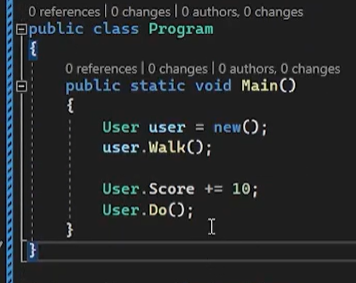 0 references | 0 changes | 0 authors, 0 changes
public class Program
{
0 references | 0 changes | 0 authors, 0 changes
public static void Main()
{
User user = new();
user.Walk();
User.Score += 10;
User.Do();
}
}